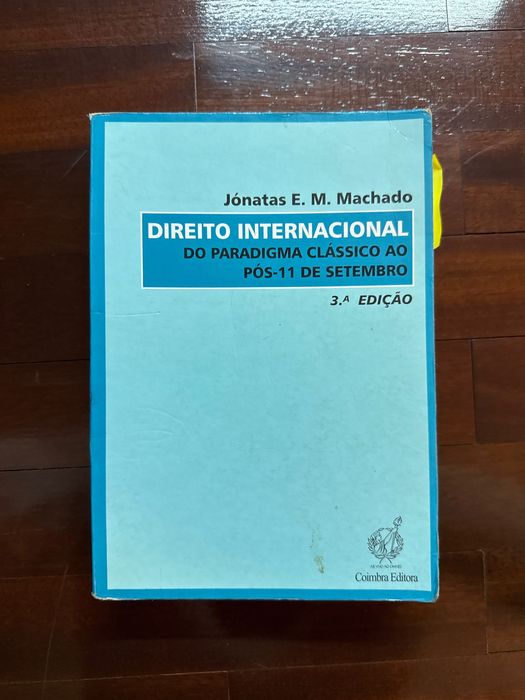 Jónatas E. M. Machado
DIREITO INTERNACIONAL
DO PARADIGMA CLÁSSICO AO
PÓS-11 DE SETEMBRO
3.ª EDIÇÃO
Coimbra Editora